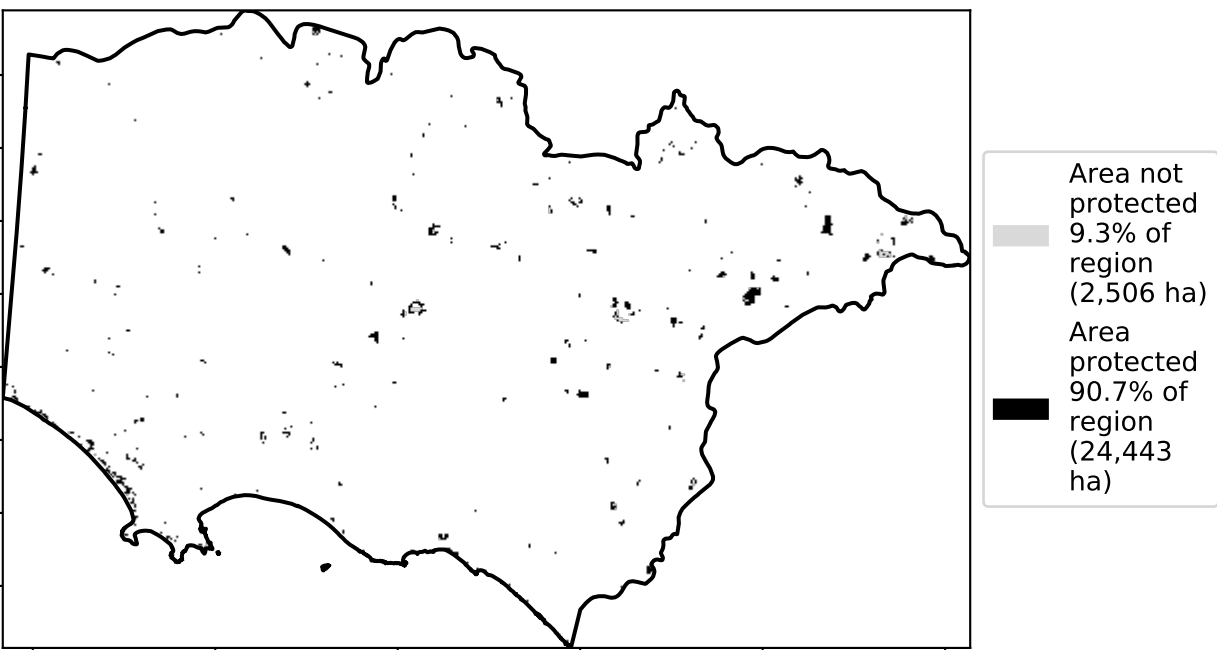 Area not
protected
9.3% of
region
(2,506 ha)
Area
protected
90.7% of
region
(24,443
ha)